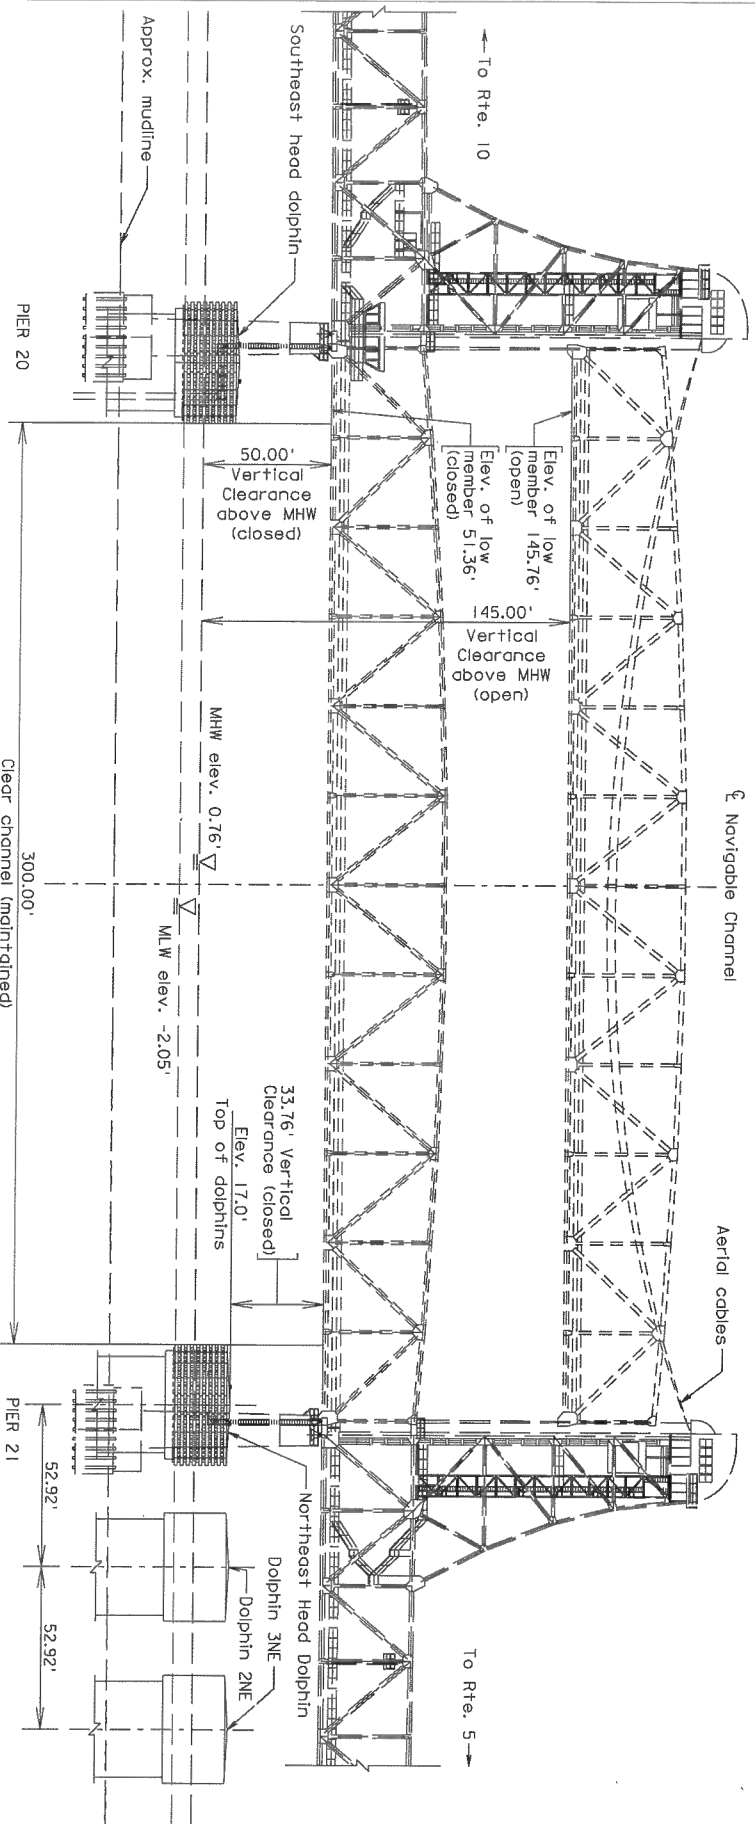 ℄ Navigable Channel
Aerial cables
← To Rte. 10
To Rte. 5 →
Elev. of low
member 145.76'
(open)
Elev. of low
member 51.36'
(closed)
145.00'
Vertical
Clearance
above MHW
(open)
50.00'
Vertical
Clearance
above MHW
(closed)
Southeast head dolphin
Approx. mudline
MHW elev. 0.76'
MLW elev. -2.05'
33.76' Vertical
Clearance (closed)
Elev. 17.0'
Top of dolphins
Northeast Head Dolphin
Dolphin 3NE
Dolphin 2NE
PIER 20
300.00'
Clear channel (maintained)
PIER 21
52.92'
52.92'